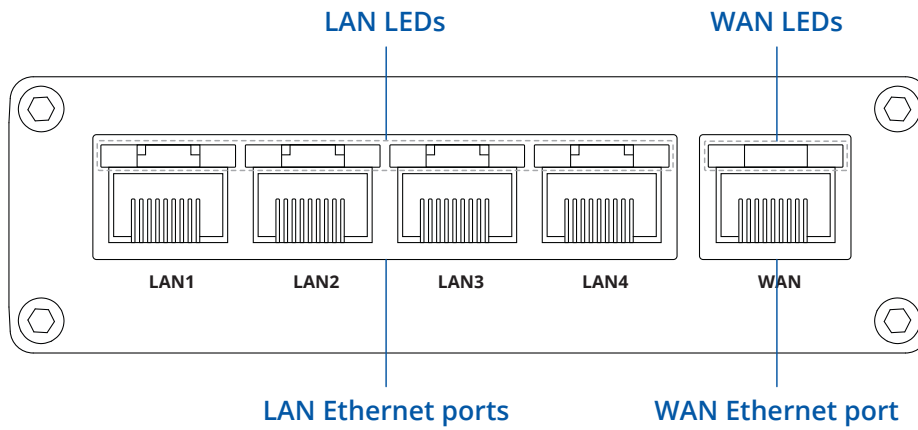 LAN LEDs
WAN LEDs
LAN1
LAN2
LAN3
LAN4
WAN
LAN Ethernet ports
WAN Ethernet port